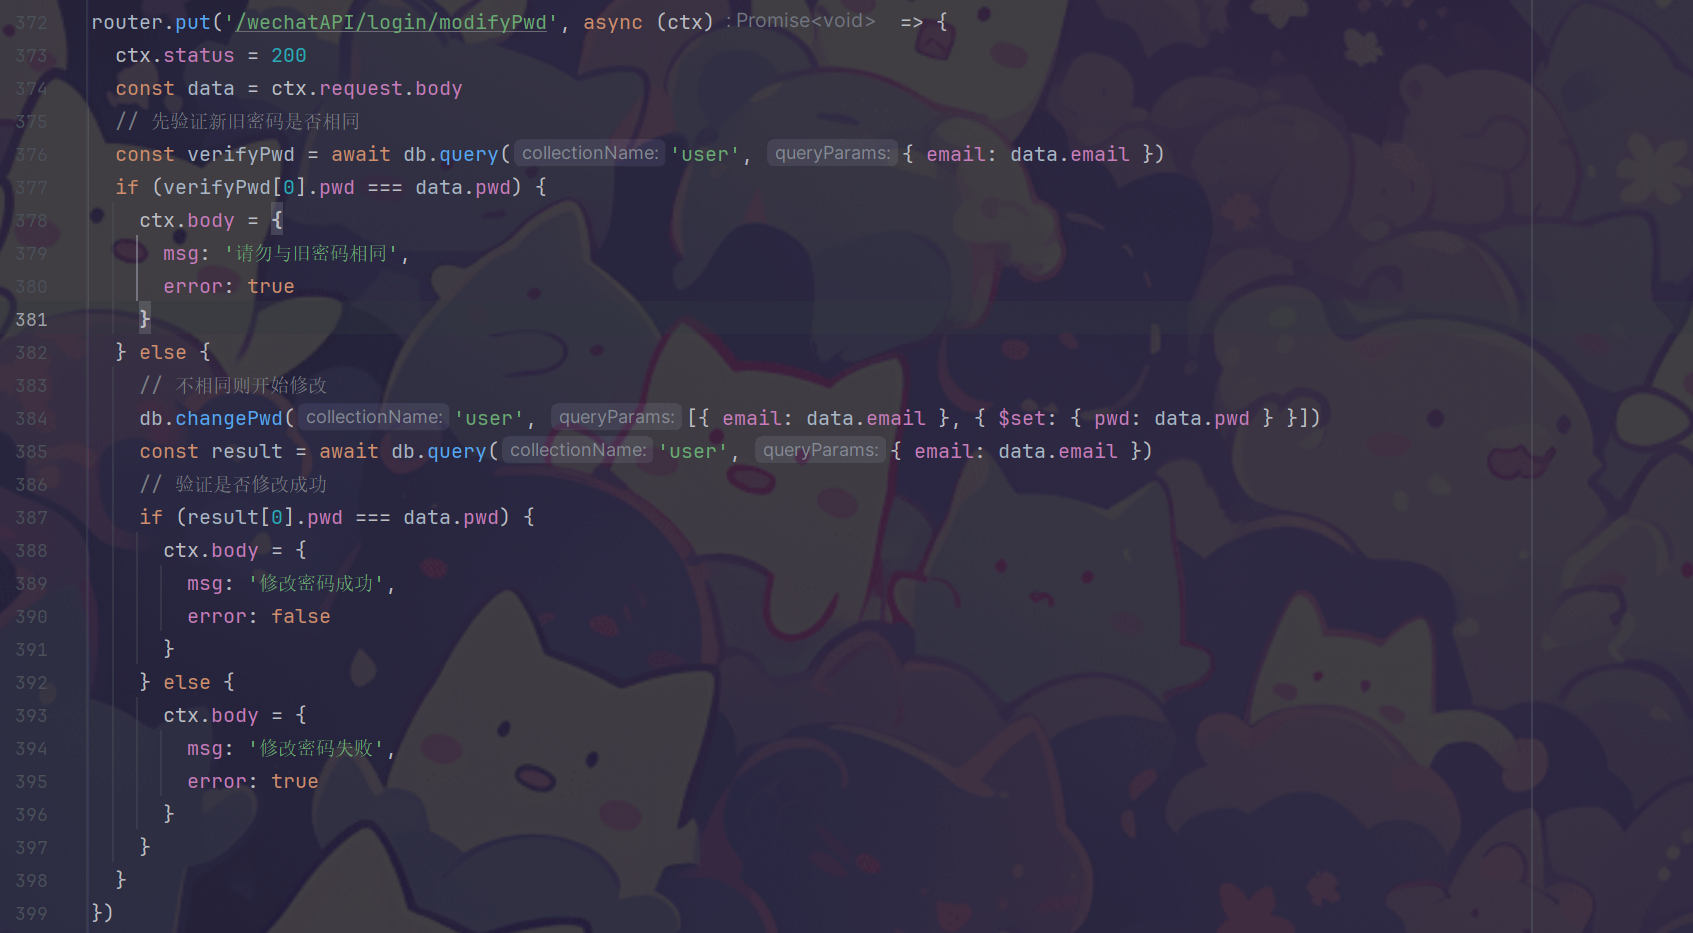 372 router.put('/wechatAPI/login/modifyPwd', async (ctx) : Promise<void> => {
373 ctx.status = 200
374 const data = ctx.request.body
375 // 先验证新旧密码是否相同
376 const verifyPwd = await db.query( collectionName: 'user', queryParams: { email: data.email })
377 if (verifyPwd[0].pwd === data.pwd) {
378 ctx.body = {
379 msg: '请勿与旧密码相同',
380 error: true
381 }
382 } else {
383 // 不相同则开始修改
384 db.changePwd( collectionName: 'user', queryParams: [{ email: data.email }, { $set: { pwd: data.pwd } }])
385 const result = await db.query( collectionName: 'user', queryParams: { email: data.email })
386 // 验证是否修改成功
387 if (result[0].pwd === data.pwd) {
388 ctx.body = {
389 msg: '修改密码成功',
390 error: false
391 }
392 } else {
393 ctx.body = {
394 msg: '修改密码失败',
395 error: true
396 }
397 }
398 }
399 })